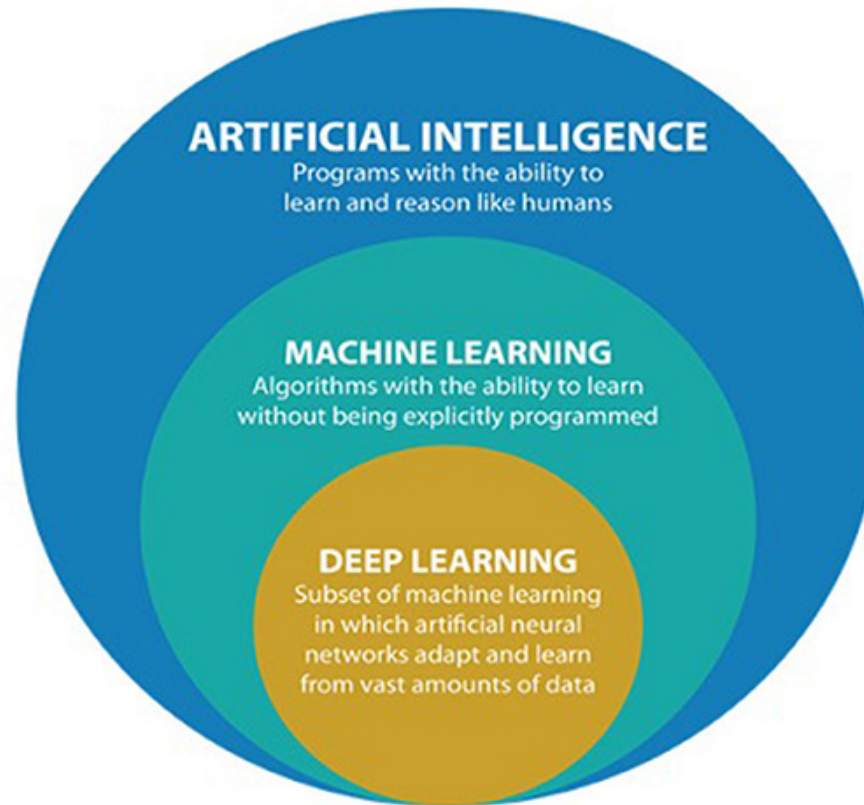 ARTIFICIAL INTELLIGENCE
Programs with the ability to
learn and reason like humans
MACHINE LEARNING
Algorithms with the ability to learn
without being explicitly programmed
DEEP LEARNING
Subset of machine learning
in which artificial neural
networks adapt and learn
from vast amounts of data